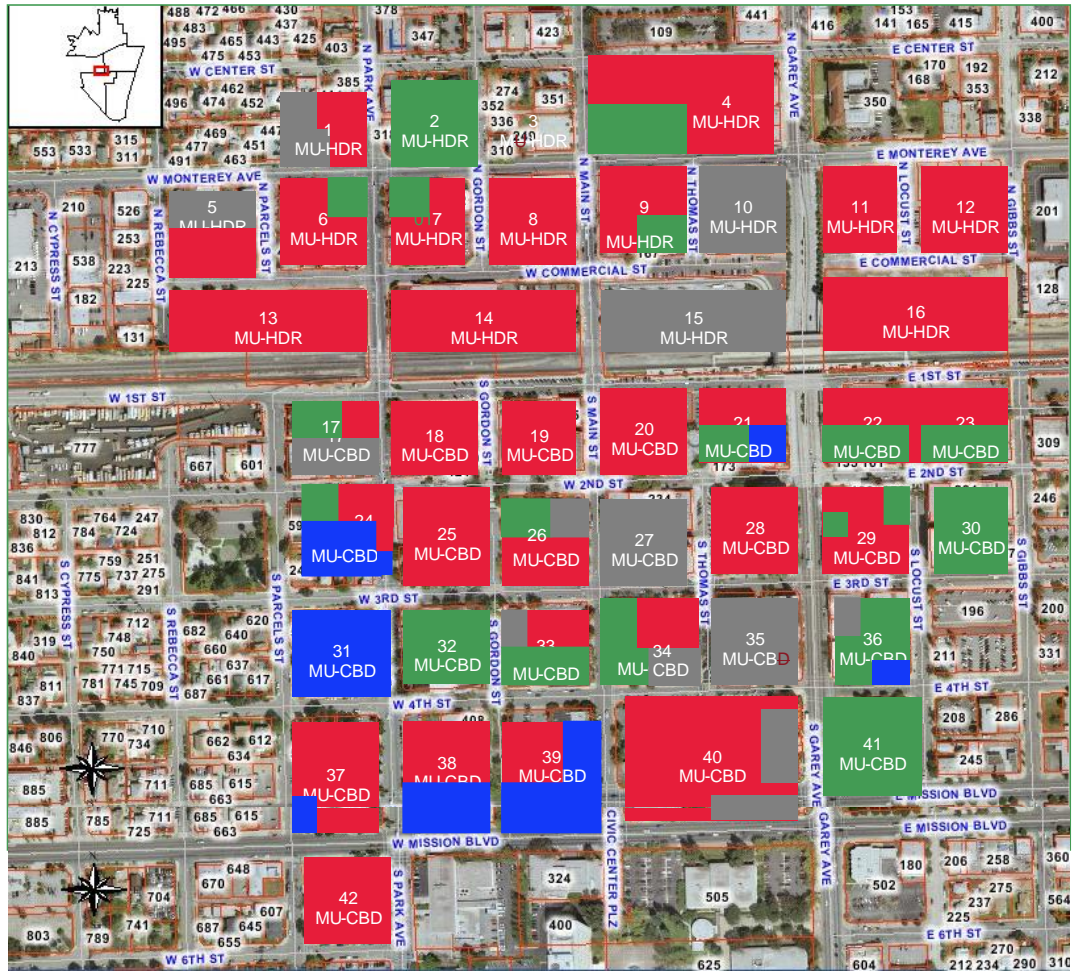 488 472 466 430
483 437
495 465 443 425
475 453 403
W CENTER ST
385
462
496 474 452
447
469
477 451
553 533 315
311 491 463
W MONTEREY AVE
N PARK AVE
378
347
423
109
441
N GAREY AVE
416 153
141 165 415
400
E CENTER ST
170 192
168 353
212
350
338
E MONTEREY AVE
274
352 351
336
249
310
318
1
MU-HDR
2
MU-HDR
3
MU-HDR
4
MU-HDR
N CYPRESS ST
210 526
253
213 538 223
225
182
131
N REBECCA ST
N PARCELS ST
N GORDON ST
N MAIN ST
N THOMAS ST
N LOCUST ST
N GIBBS ST
201
128
5
MU-HDR
6
MU-HDR
7
MU-HDR
8
MU-HDR
9
MU-HDR
10
MU-HDR
11
MU-HDR
12
MU-HDR
W COMMERCIAL ST
E COMMERCIAL ST
13
MU-HDR
14
MU-HDR
15
MU-HDR
16
MU-HDR
W 1ST ST
E 1ST ST
777
667 601
S GORDON ST
S MAIN ST
17
MU-CBD
18
MU-CBD
19
MU-CBD
20
MU-CBD
21
MU-CBD
22
MU-CBD
23
MU-CBD
309
173
W 2ND ST
E 2ND ST
830 764 247
812 724
836 759 251
841 775 737 275
813 291
246
24
MU-CBD
25
MU-CBD
26
MU-CBD
27
MU-CBD
28
MU-CBD
29
MU-CBD
30
MU-CBD
S CYPRESS ST
S REBECCA ST
S PARCELS ST
S THOMAS ST
S LOCUST ST
S GIBBS ST
W 3RD ST
E 3RD ST
319 712
748
840 750
771 715
811 781 745 709
837
682 620
640
660
637
661 617
687
196 200
211 331
31
MU-CBD
32
MU-CBD
33
MU-CBD
34
MU-CBD
35
MU-CBD
36
MU-CBD
S GORDON ST
W 4TH ST
E 4TH ST
408
806 710
846 770 734
885 711
885 785 711
725
662 612
634
685 615
663
685 615
663
208 286
245
37
MU-CBD
38
MU-CBD
39
MU-CBD
40
MU-CBD
41
MU-CBD
S GAREY AVE
E MISSION BLVD
W MISSION BLVD
E MISSION BLVD
CIVIC CENTER PLZ
GAREY AVE
S PARK AVE
42
MU-CBD
648
670
704
607
803 741 687 645
789 655
324
400
505
625
502
180 206 258 360
275
237 564
225
W 6TH ST
E 6TH ST
604
270
212 234 290 310